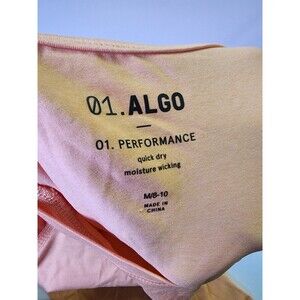 01.ALGO
01. PERFORMANCE
quick dry
moisture wicking
M/8-10
MADE IN
CHINA